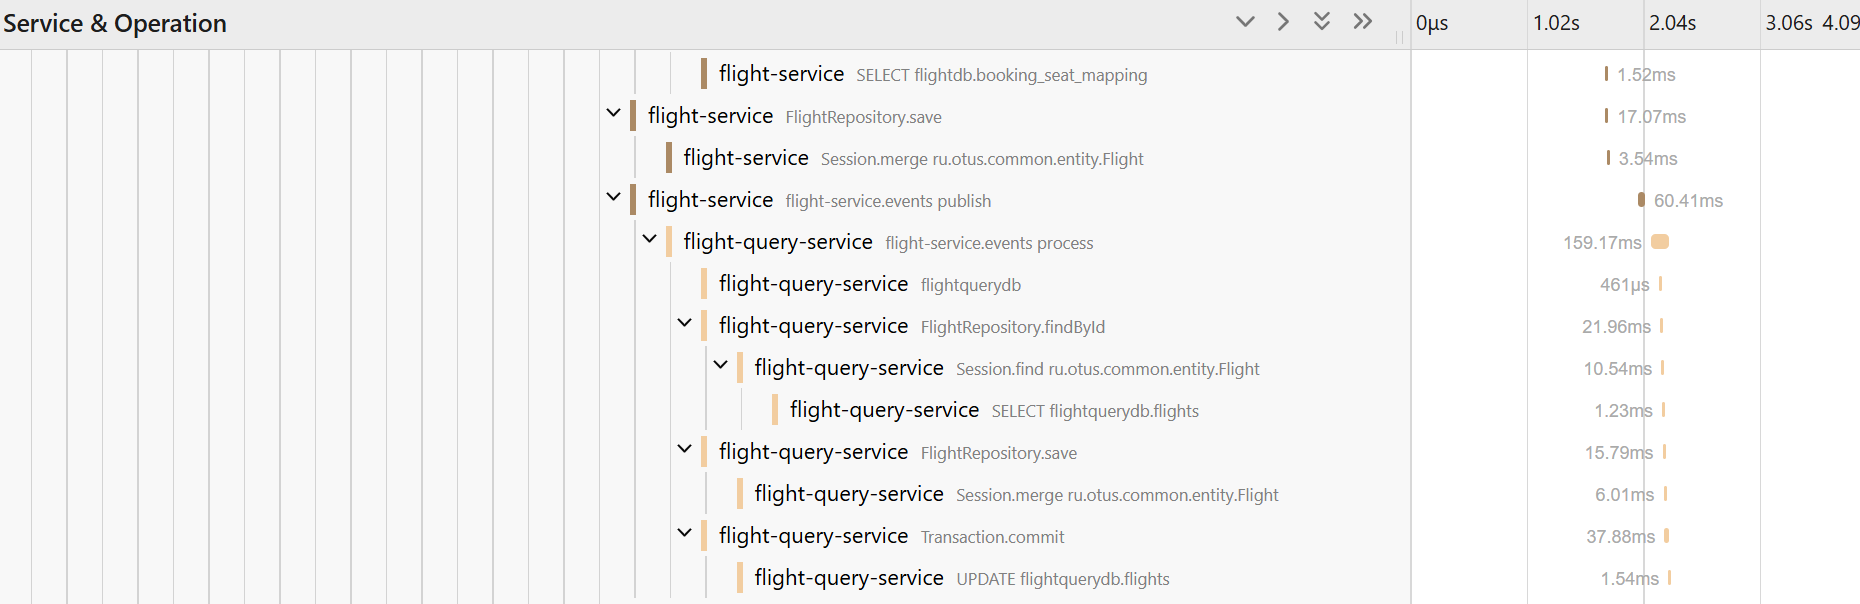 Service & Operation 0μs 1.02s 2.04s 3.06s 4.09
flight-service SELECT flightdb.booking_seat_mapping 1.52ms
flight-service FlightRepository.save 17.07ms
flight-service Session.merge ru.otus.common.entity.Flight 3.54ms
flight-service flight-service.events publish 60.41ms
flight-query-service flight-service.events process 159.17ms
flight-query-service flightquerydb 461μs
flight-query-service FlightRepository.findById 21.96ms
flight-query-service Session.find ru.otus.common.entity.Flight 10.54ms
flight-query-service SELECT flightquerydb.flights 1.23ms
flight-query-service FlightRepository.save 15.79ms
flight-query-service Session.merge ru.otus.common.entity.Flight 6.01ms
flight-query-service Transaction.commit 37.88ms
flight-query-service UPDATE flightquerydb.flights 1.54ms